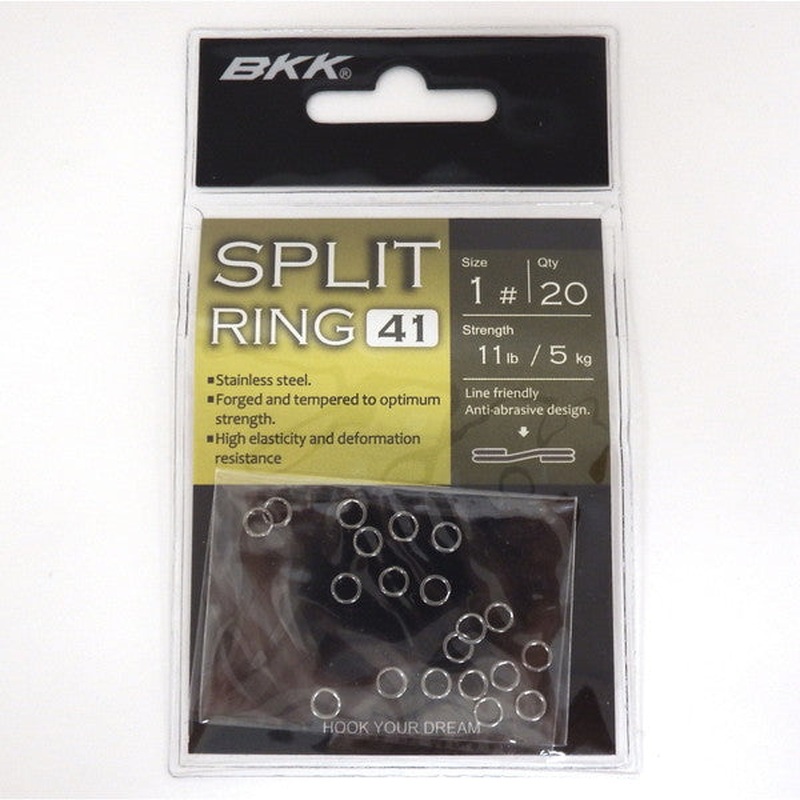 BKK®
SPLIT
RING 41
Size
1 #
Qty
20
Strength
11 lb / 5 kg
Line friendly
Anti-abrasive design.
▪Stainless steel.
▪Forged and tempered to optimum
strength.
▪High elasticity and deformation
resistance
HOOK YOUR DREAM